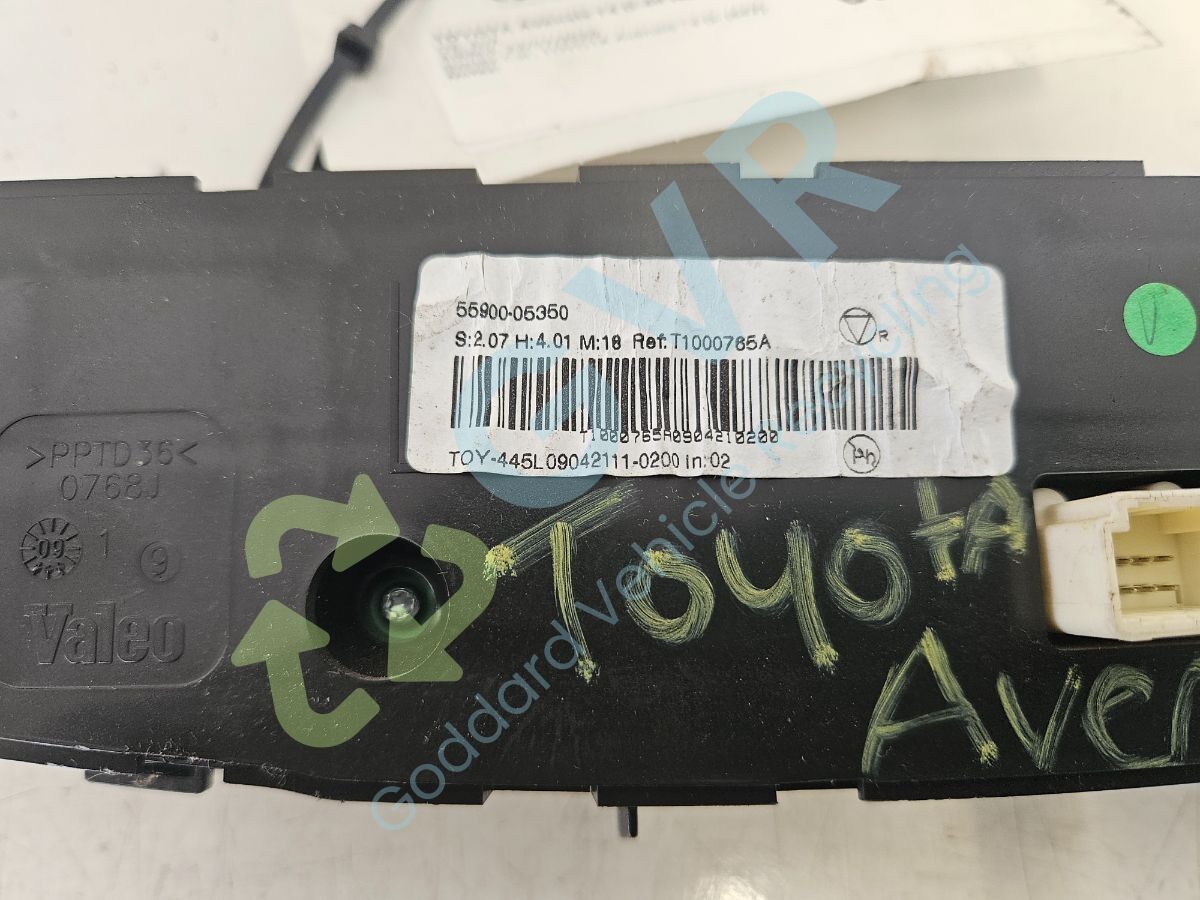 55900-05350
S:2.07 H:4.01 M:18 Ref:T1000765A
R
T1000765A0904210200
TOY-445L09042111-0200 in:02
>PPTD36<
0768J
09 1 9
Valeo
Toyota
Aven
GVR
Goddard Vehicle Recycling